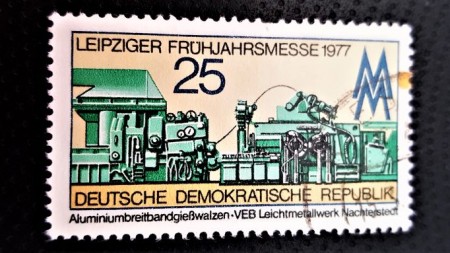 LEIPZIGER FRÜHJAHRSMESSE 1977
25
MM
DEUTSCHE DEMOKRATISCHE REPUBLIK
Aluminiumbreitbandgießwalzen • VEB Leichtmetallwerk Nachterstedt